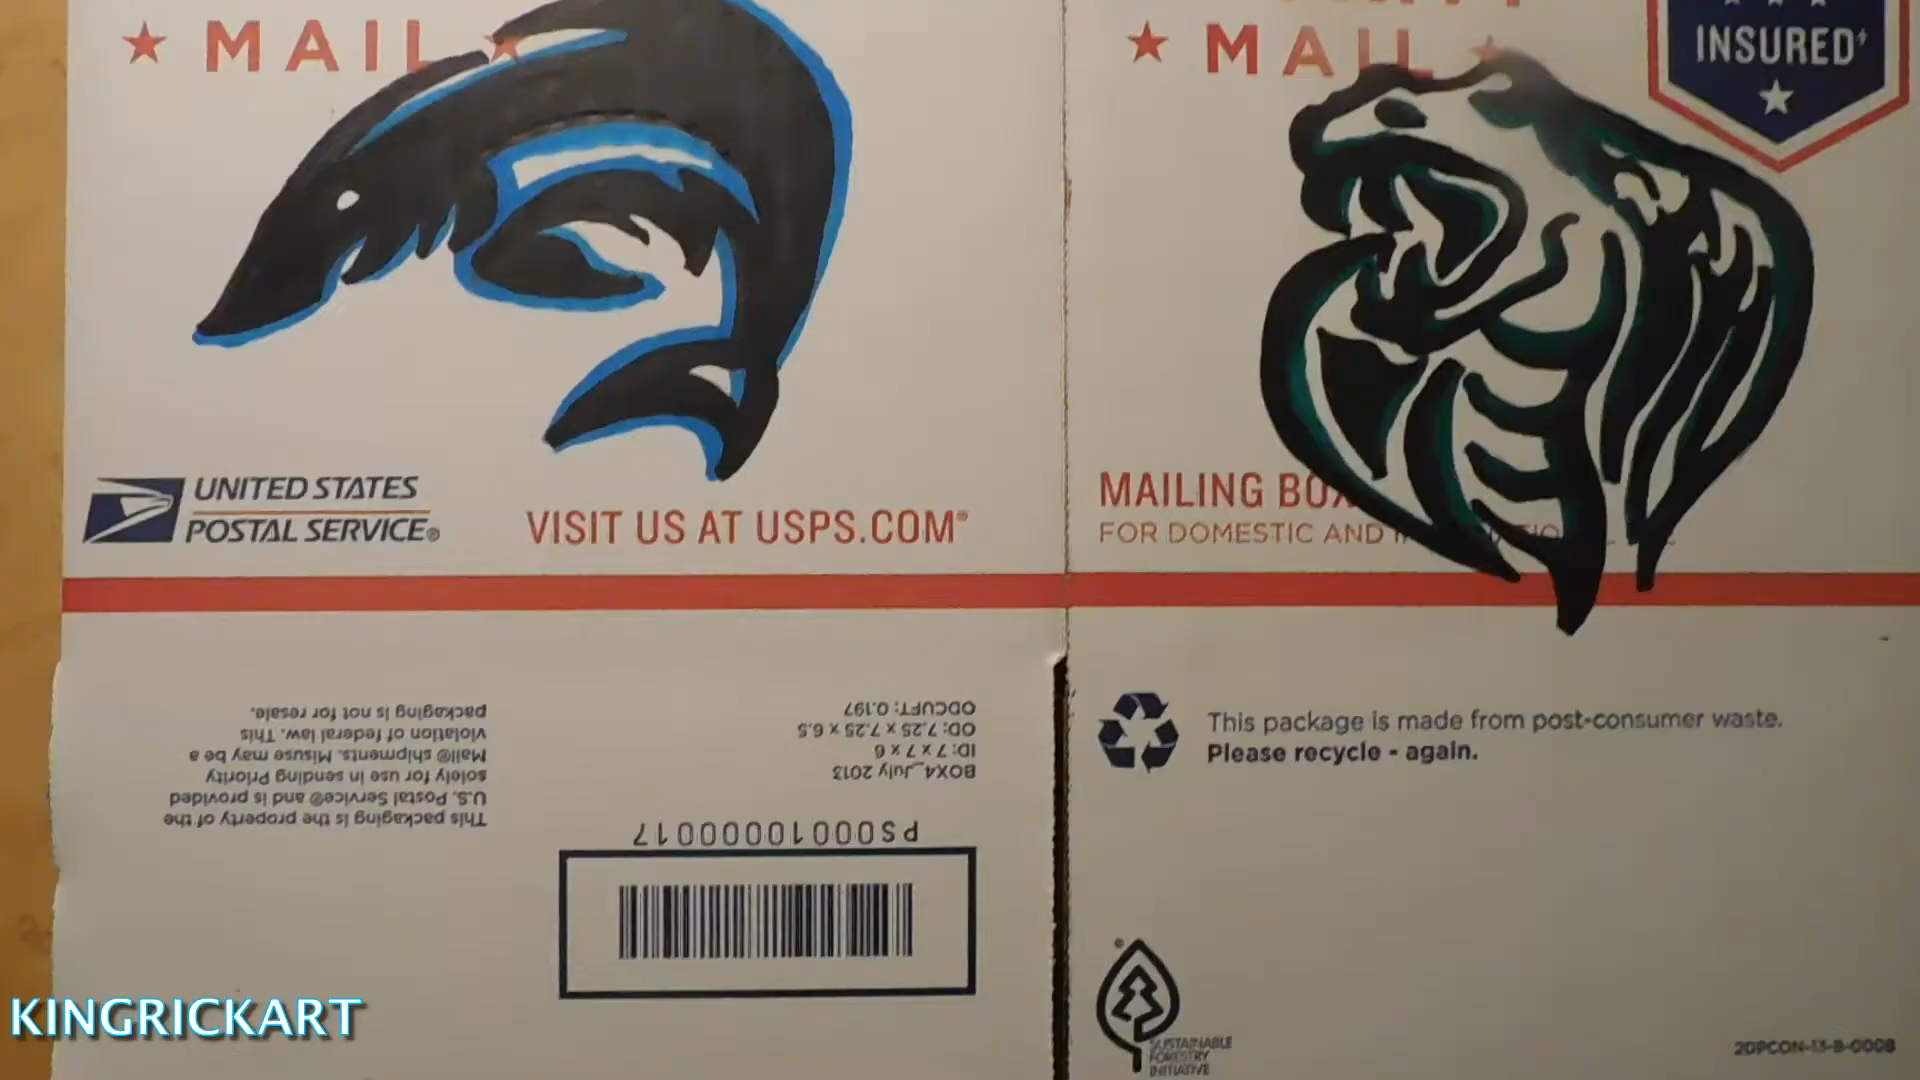 ★ MAIL ★
UNITED STATES
POSTAL SERVICE®
VISIT US AT USPS.COM®
★ MAIL ★
INSURED
MAILING BOX
FOR DOMESTIC AND
This packaging is the property of the
U.S. Postal Service® and is provided
solely for use in sending Priority
Mail® shipments. Misuse may be a
violation of federal law. This
packaging is not for resale.
BOX4_July 2013
ID: 7 x 7 x 6
OD: 7.25 x 7.25 x 6.5
ODCUFT: 0.197
PS00010000017
This package is made from post-consumer waste.
Please recycle - again.
SUSTAINABLE
FORESTRY
INITIATIVE
2DPCON-13-B-0008
KINGRICKART